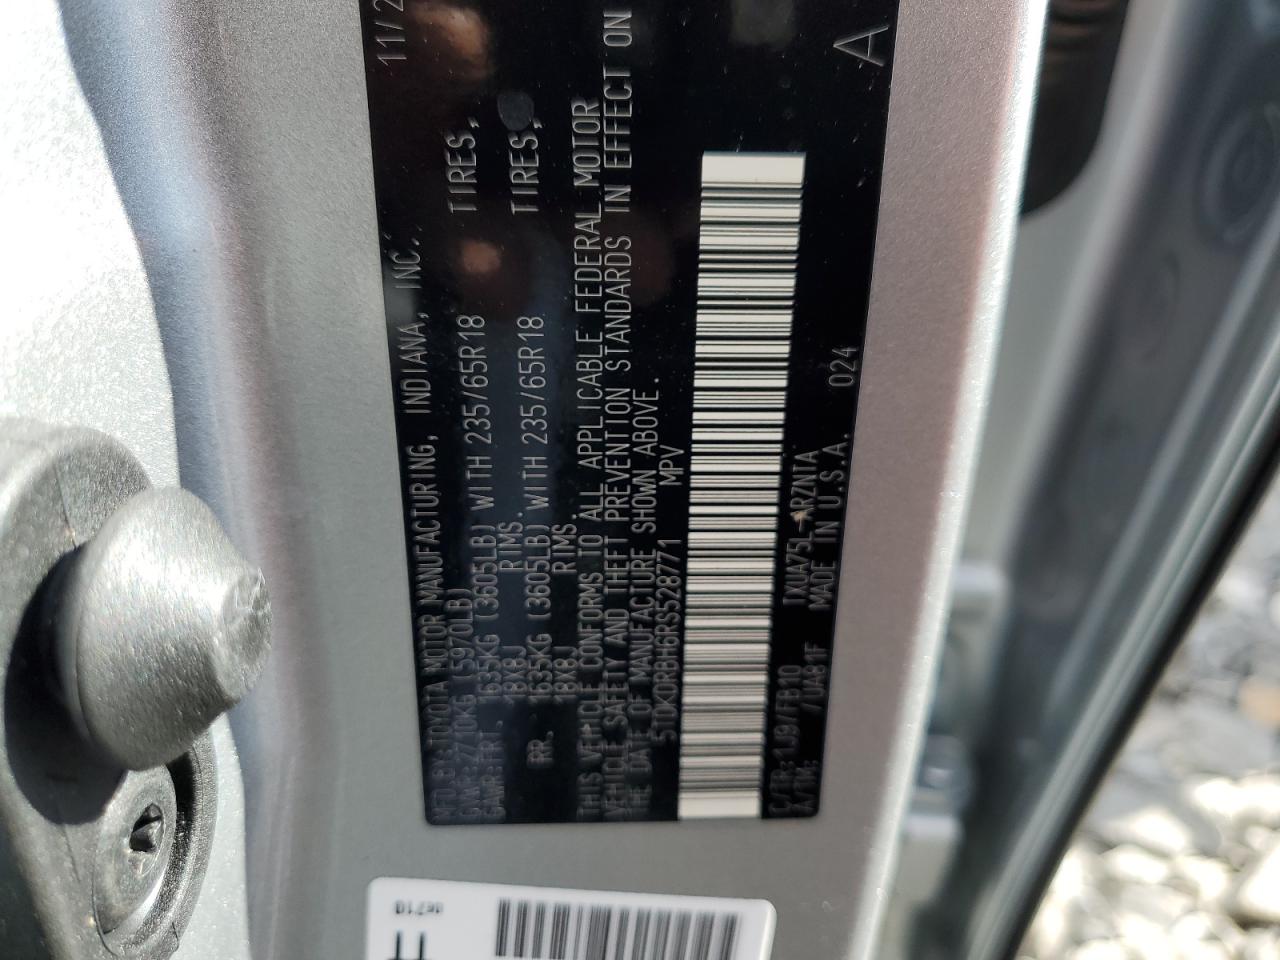 MFD. BY: TOYOTA MOTOR MANUFACTURING, INDIANA, INC. 11/2
GVWR: 2710KG (5970LB)
GAWR: FRT. 1635KG (3605LB) WITH 235/65R18 TIRES,
18X8J RIMS.
RR. 1635KG (3605LB) WITH 235/65R18 TIRES,
18X8J RIMS
THIS VEHICLE CONFORMS TO ALL APPLICABLE FEDERAL MOTOR
VEHICLE SAFETY AND THEFT PREVENTION STANDARDS IN EFFECT ON
THE DATE OF MANUFACTURE SHOWN ABOVE.
5TDKDRBH6RS528771 MPV
C/TR: 1J9/FB10 TXUA75L-ARZNTA
A/TM: /UA81F MADE IN U.S.A. 024 A